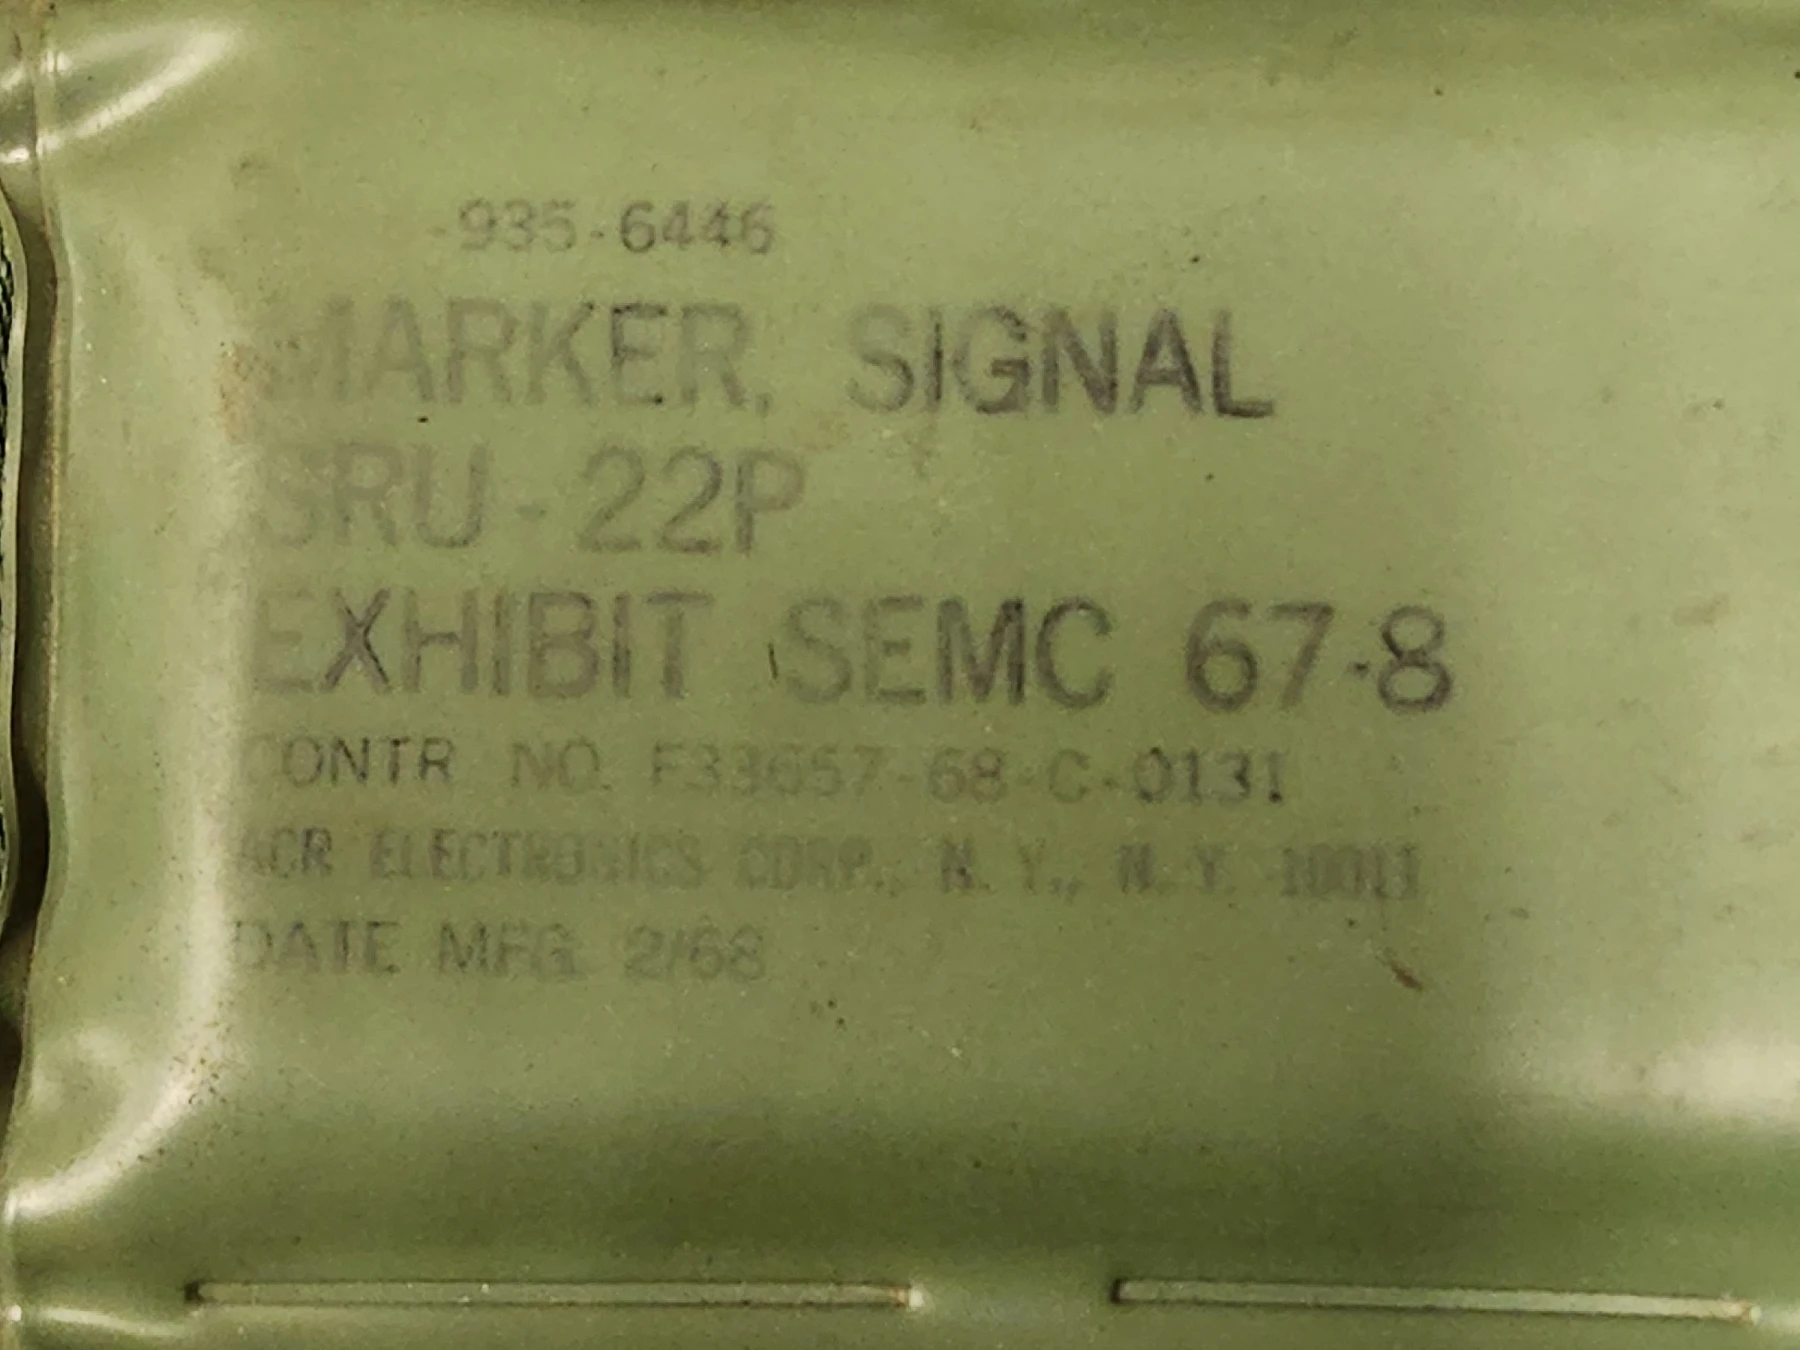 -935-6446
MARKER, SIGNAL
SRU-22P
EXHIBIT SEMC 67-8
CONTR NO. F33657-68-C-0131
ACR ELECTRONICS CORP., N.Y., N.Y. 10011
DATE MFG. 2/68